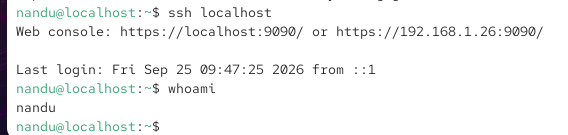 nandu@localhost:~$ ssh localhost
Web console: https://localhost:9090/ or https://192.168.1.26:9090/

Last login: Fri Sep 25 09:47:25 2026 from ::1
nandu@localhost:~$ whoami
nandu
nandu@localhost:~$